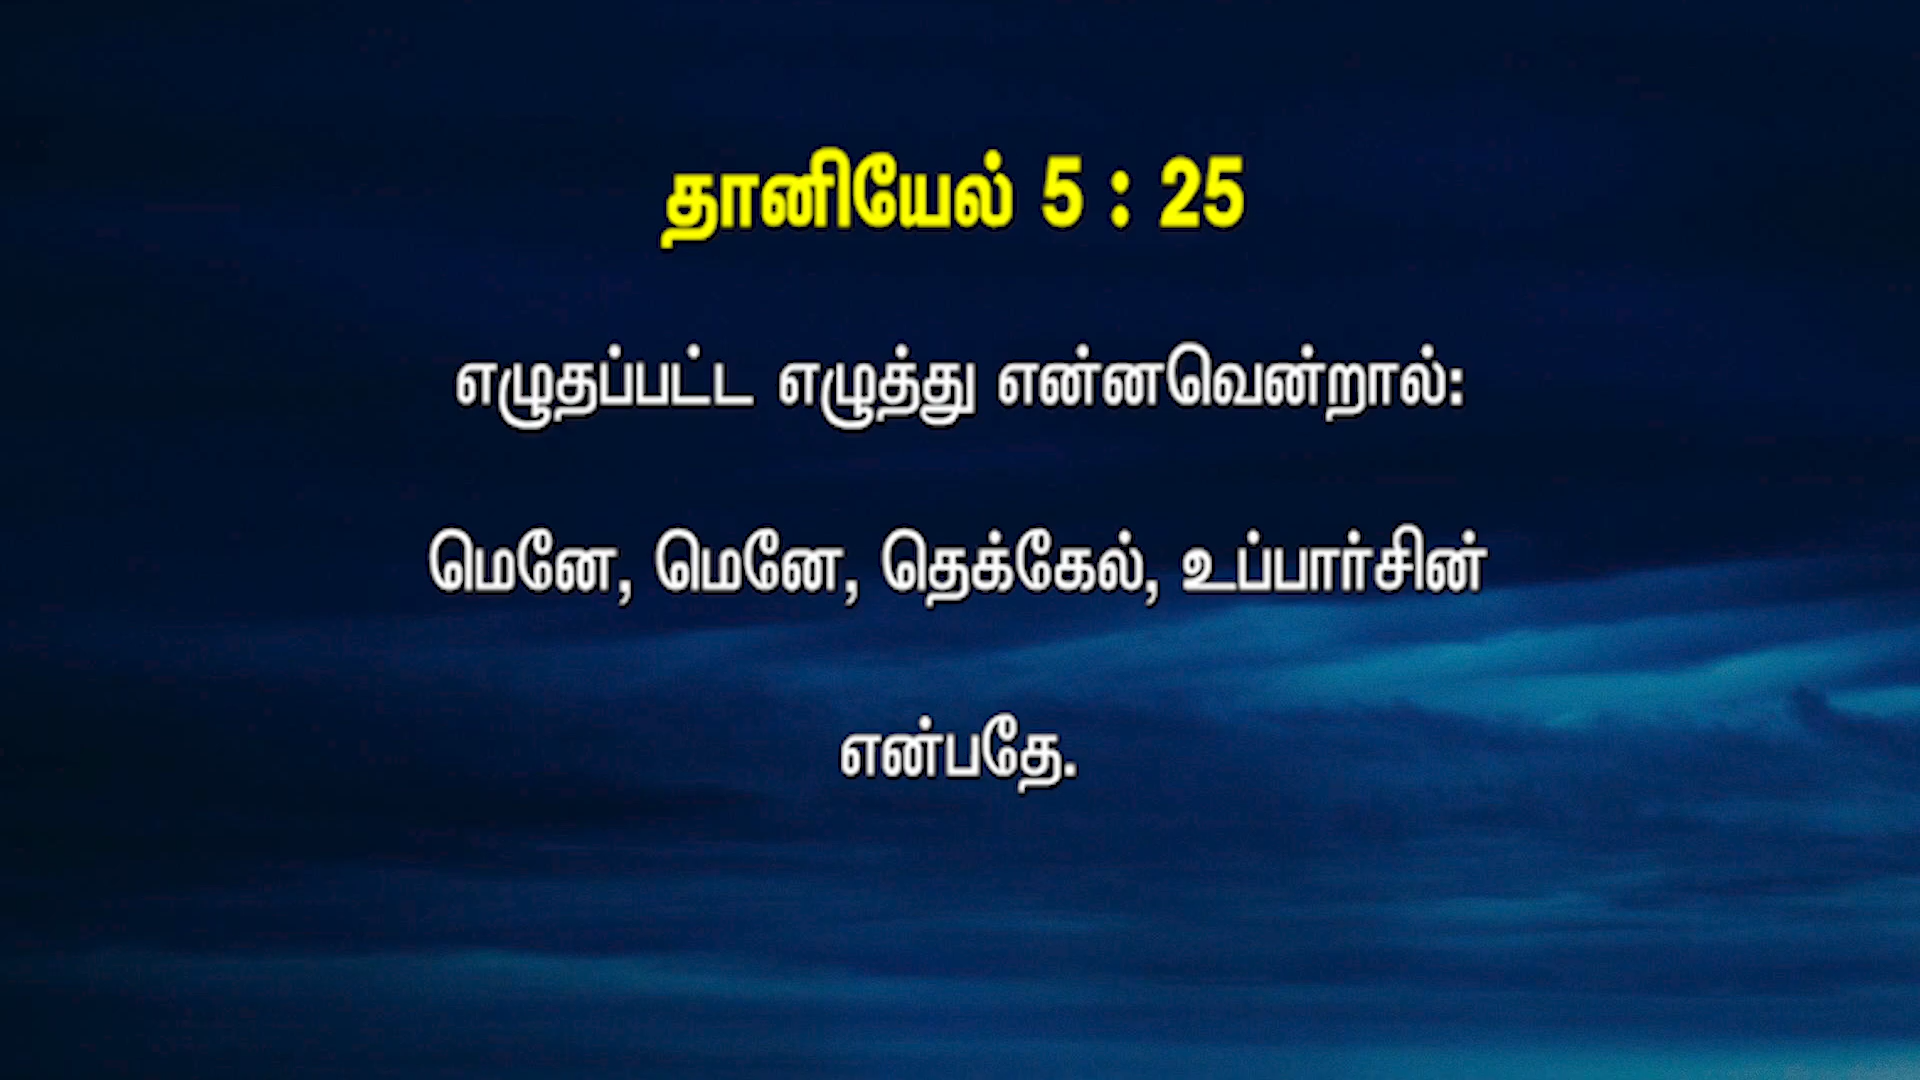 தானியேல் 5 : 25
எழுதப்பட்ட எழுத்து என்னவென்றால்:
மெனே, மெனே, தெக்கேல், உப்பார்சின்
என்பதே.